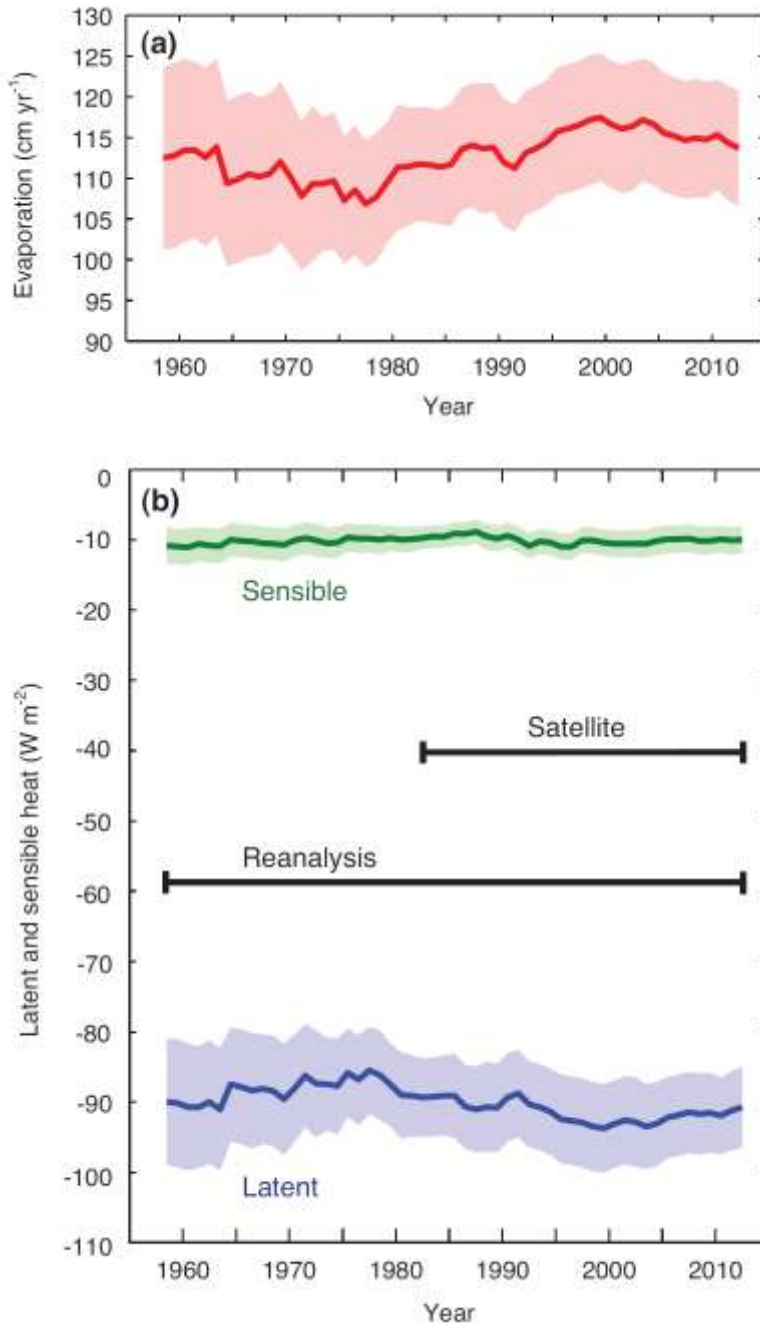 (a)
Evaporation (cm yr-1)
130
125
120
115
110
105
100
95
90
1960 1970 1980 1990 2000 2010
Year
(b)
Latent and sensible heat (W m-2)
0
-10
-20
-30
-40
-50
-60
-70
-80
-90
-100
-110
Sensible
Satellite
Reanalysis
Latent
1960 1970 1980 1990 2000 2010
Year